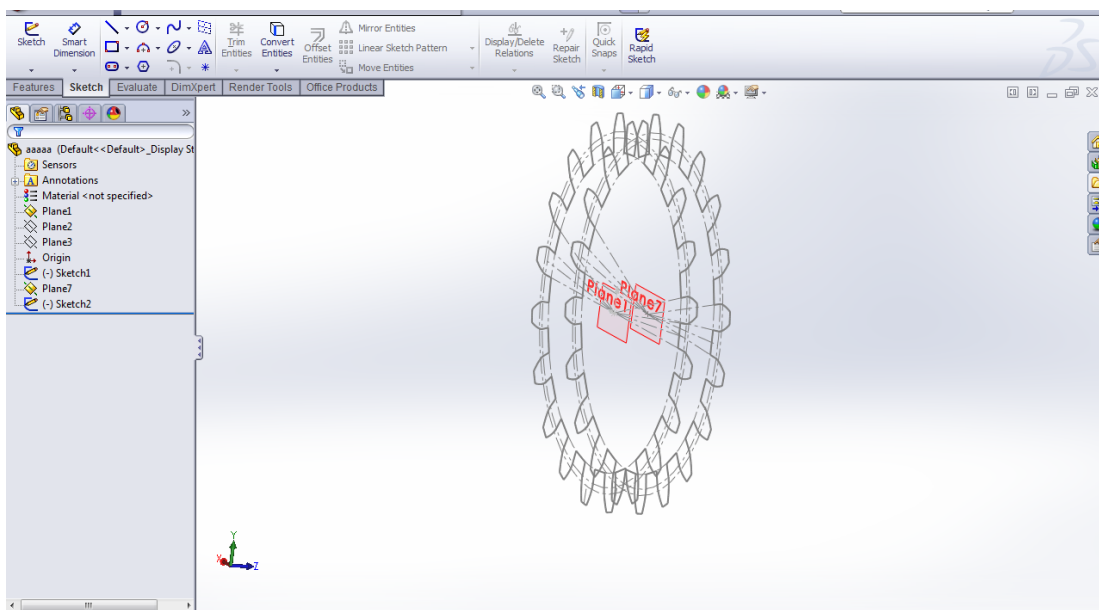 Sketch
Smart Dimension
Trim Entities
Convert Entities
Offset Entities
Mirror Entities
Linear Sketch Pattern
Move Entities
Display/Delete Relations
Repair Sketch
Quick Snaps
Rapid Sketch
Features Sketch Evaluate DimXpert Render Tools Office Products
aaaaa (Default<<Default>_Display St
Sensors
Annotations
Material <not specified>
Plane1
Plane2
Plane3
Origin
(-) Sketch1
Plane7
(-) Sketch2
Plane1 Plane7
Y
X
Z